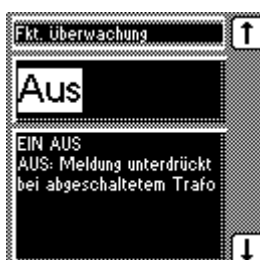 Fkt. Überwachung
Aus
EIN AUS
AUS: Meldung unterdrückt
bei abgeschaltetem Trafo